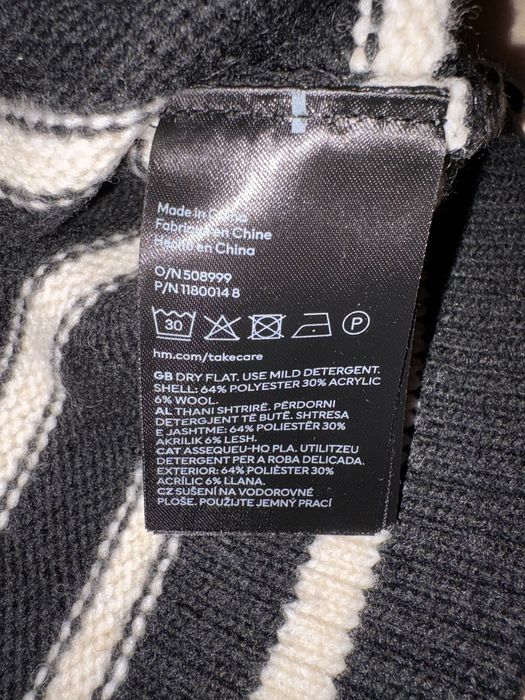 Made in China
Fabriqué en Chine
Hecho en China
O/N 508999
P/N 1180014 8
30
P
hm.com/takecare
GB DRY FLAT. USE MILD DETERGENT.
SHELL: 64% POLYESTER 30% ACRYLIC
6% WOOL.
AL THANI SHTRIRË. PËRDORNI
DETERGJENT TË BUTË. SHTRESA
E JASHTME: 64% POLIESTËR 30%
AKRILIK 6% LESH.
CAT ASSEQUEU-HO PLA. UTILITZEU
DETERGENT PER A ROBA DELICADA.
EXTERIOR: 64% POLIÈSTER 30%
ACRÍLIC 6% LLANA.
CZ SUŠENÍ NA VODOROVNÉ
PLOŠE. POUŽIJTE JEMNÝ PRACÍ